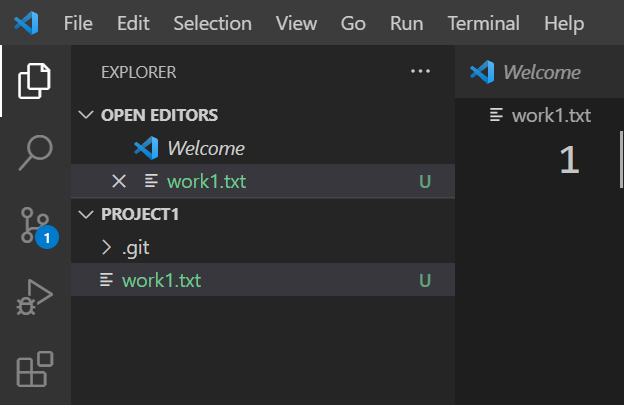 File Edit Selection View Go Run Terminal Help
EXPLORER ...
OPEN EDITORS
Welcome
work1.txt U
PROJECT1
.git
work1.txt U
1
Welcome
work1.txt
1